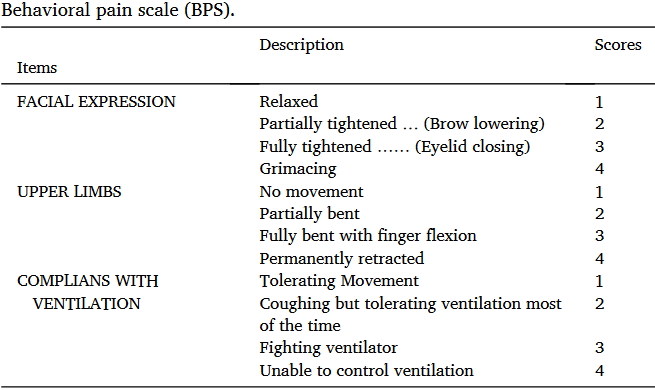 Behavioral pain scale (BPS).
Description Scores
Items
FACIAL EXPRESSION Relaxed 1
Partially tightened … (Brow lowering) 2
Fully tightened …… (Eyelid closing) 3
Grimacing 4
UPPER LIMBS No movement 1
Partially bent 2
Fully bent with finger flexion 3
Permanently retracted 4
COMPLIANS WITH Tolerating Movement 1
VENTILATION Coughing but tolerating ventilation most 2
of the time
Fighting ventilator 3
Unable to control ventilation 4